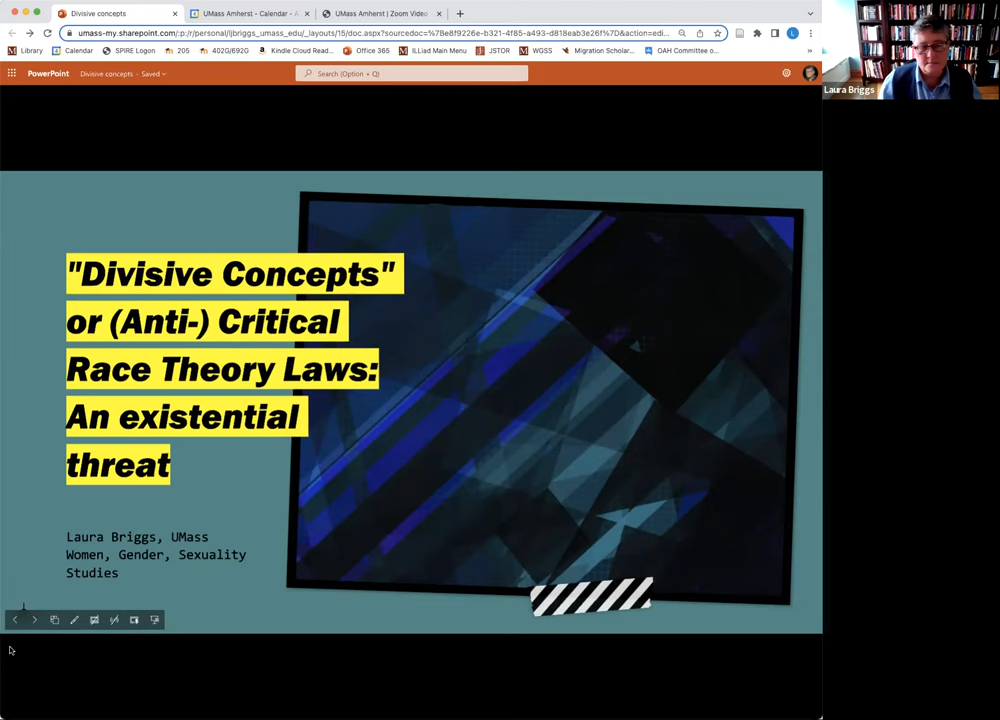 Divisive concepts
UMass Amherst - Calendar - A
UMass Amherst | Zoom Video
umass-my.sharepoint.com/:p:/r/personal/ljbriggs_umass_edu/_layouts/15/doc.aspx?sourcedoc=%7Be8f9226e-b321-4f85-a493-d818eab3e26f%7D&action=edi...
Library
Calendar
SPIRE Logon
205
402G/692G
Kindle Cloud Read...
Office 365
ILLiad Main Menu
JSTOR
WGSS
Migration Scholar...
OAH Committee o...
PowerPoint
Divisive concepts - Saved
Search (Option + Q)
Laura Briggs
"Divisive Concepts"
or (Anti-) Critical
Race Theory Laws:
An existential
threat
Laura Briggs, UMass
Women, Gender, Sexuality
Studies